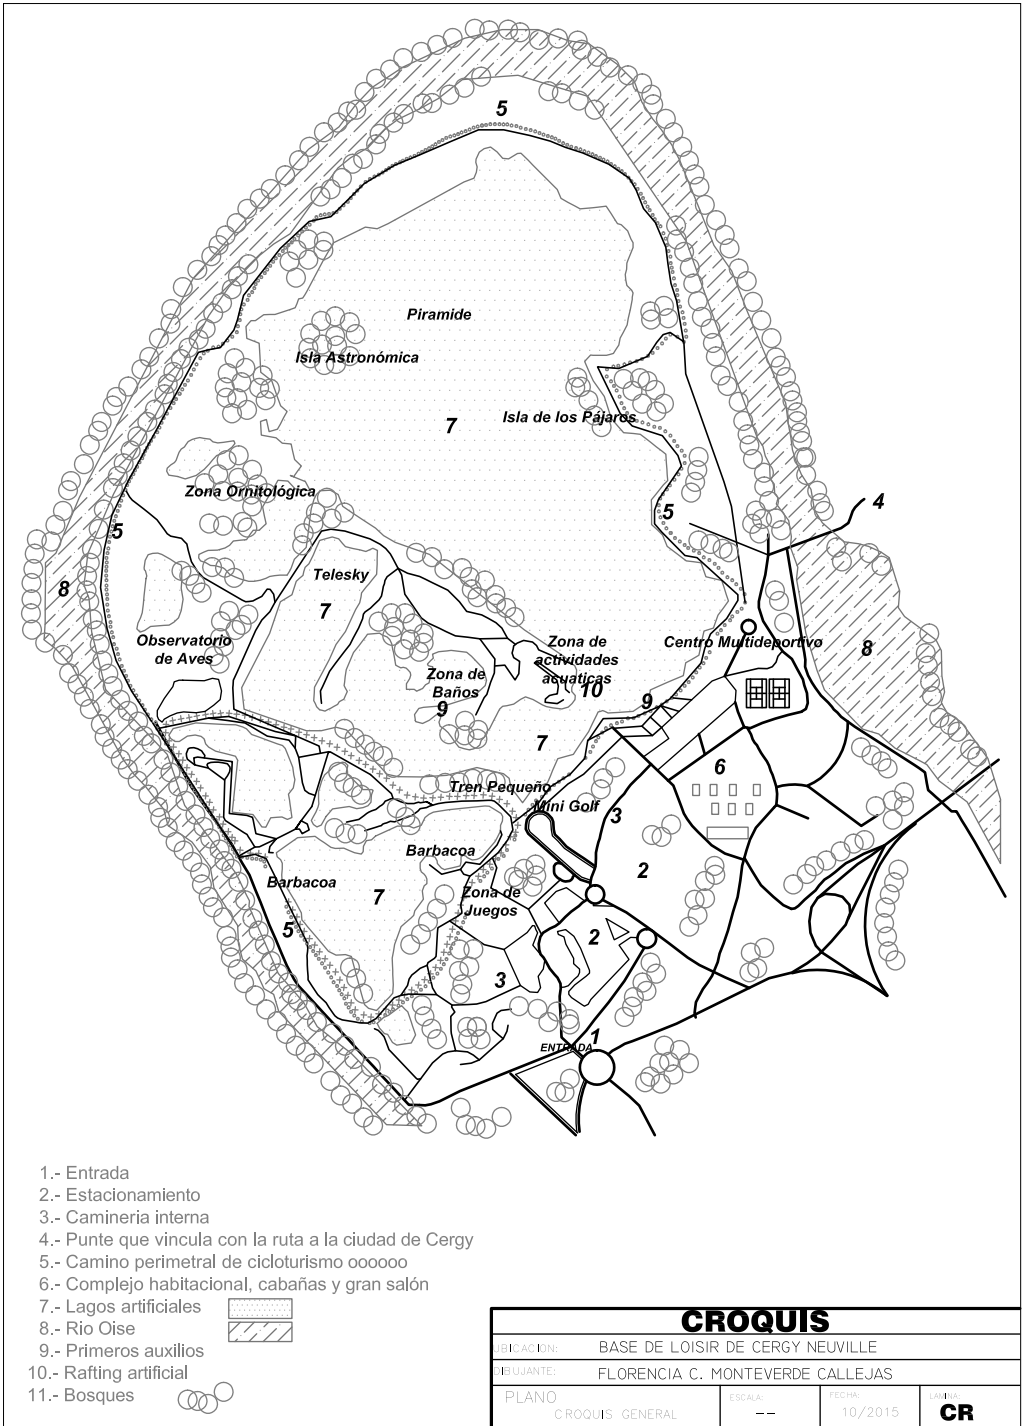 5
Piramide
Isla Astronómica
7
Isla de los Pájaros
Zona Ornitológica
5
4
5
Telesky
8
7
Observatorio
de Aves
Zona de
actividades
acuaticas
Centro Multideportivo
8
Zona de
Baños
10
9
9
7
6
Tren Pequeño
Mini Golf
3
Barbacoa
2
Barbacoa
7
Zona de
Juegos
5
2
3
1
ENTRADA
1.- Entrada
2.- Estacionamiento
3.- Camineria interna
4.- Punte que vincula con la ruta a la ciudad de Cergy
5.- Camino perimetral de cicloturismo oooooo
6.- Complejo habitacional, cabañas y gran salón
7.- Lagos artificiales
8.- Rio Oise
9.- Primeros auxilios
10.- Rafting artificial
11.- Bosques
CROQUIS
UBICACION: BASE DE LOISIR DE CERGY NEUVILLE
DIBUJANTE: FLORENCIA C. MONTEVERDE CALLEJAS
PLANO
CROQUIS GENERAL
ESCALA:
--
FECHA:
10/2015
LAMINA:
CR